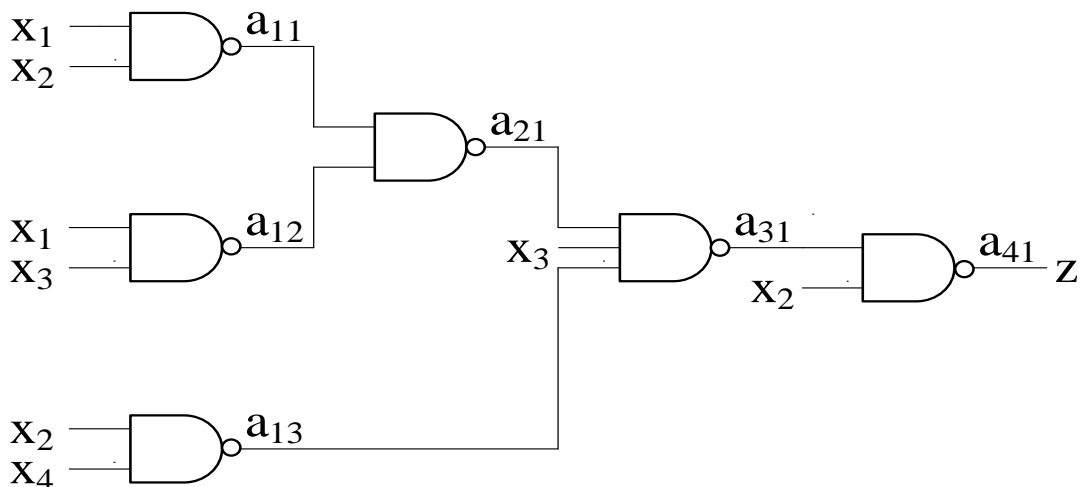 x₁
x₂
a₁₁
a₂₁
x₁
x₃
a₁₂
x₃
a₃₁
x₂
a₄₁
z
x₂
x₄
a₁₃